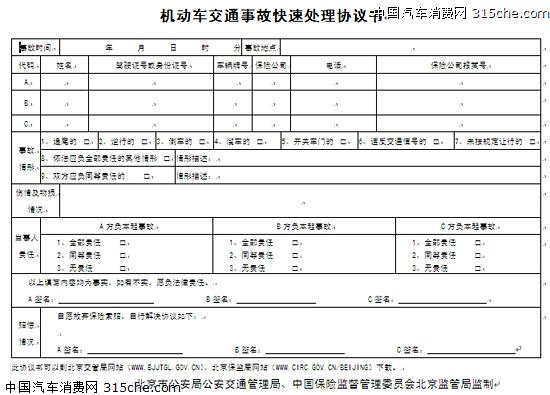 中国汽车消费网 315che.com
机动车交通事故快速处理协议书
事故时间 年 月 日 时 分 事故地点
代码 姓名 驾驶证号或身份证号 车辆牌号 保险公司 电话 保险公司报案号
A
B
C
事故情形 1、追尾的 □ 2、逆行的 □ 3、倒车的 □ 4、溜车的 □ 5、开关车门的 □ 6、违反交通信号的 □ 7、未按规定让行的 □
8、依法应负全部责任的其他情形 □ 情形描述:
9、双方应负同等责任的 □ 情形描述:
伤情及物损情况
当事人责任 A方负本起事故 B方负本起事故 C方负本起事故
1、全部责任 □ 1、全部责任 □ 1、全部责任 □
2、同等责任 □ 2、同等责任 □ 2、同等责任 □
3、无责任 □ 3、无责任 □ 3、无责任 □
以上填写内容均为事实,如有不实,愿负法律责任。
A签名: B签名: C签名:
赔偿情况 自愿放弃保险索赔,自行解决协议如下:
A签名: B签名: C签名:
此协议书可以到北京交管局网站(WWW.BJJTGL.GOV.CN)、北京保监局网站(WWW.CIRC.GOV.CN/BEIJING)下载。
中国汽车消费网 315che.com
北京市公安局公安交通管理局、中国保险监督管理委员会北京监管局监制